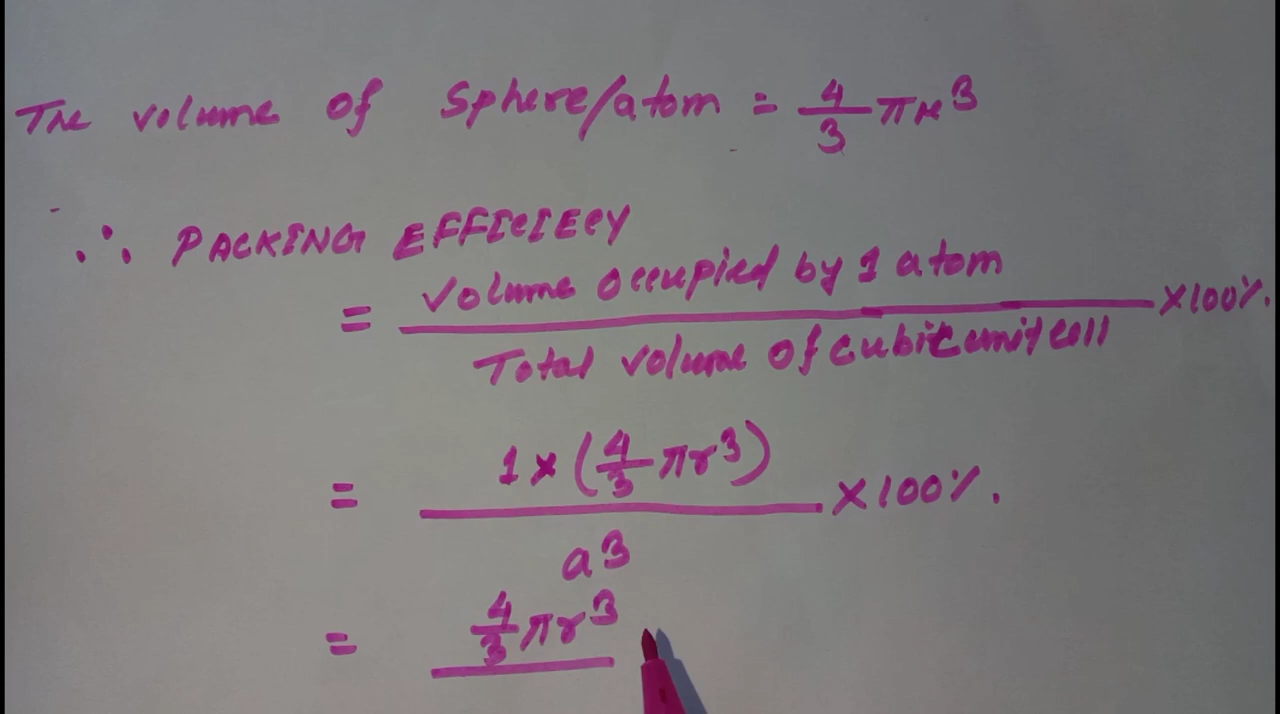 The volume of Sphere/atom = 4/3 πr³
∴ PACKING EFFICIECY
= Volume occupied by 1 atom / Total volume of cubic unit cell ×100%.
= 1×(4/3 πr³) / a³ ×100%.
= 4/3 πr³